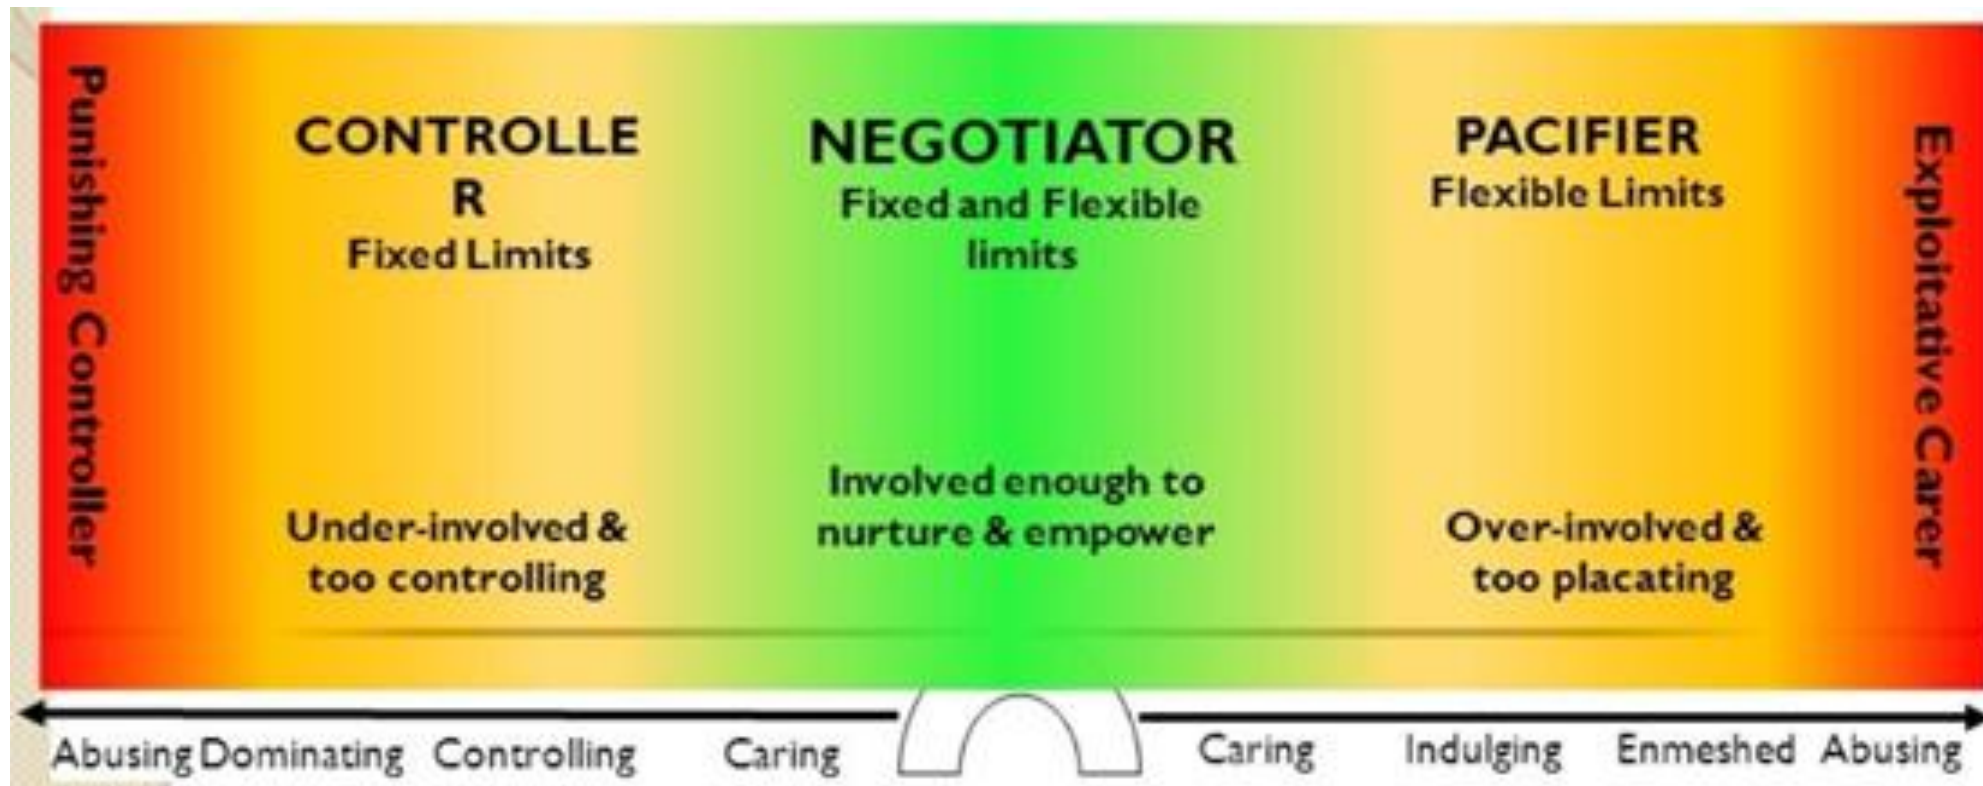 Punishing Controller
CONTROLLE
R
Fixed Limits
Under-involved &
too controlling
NEGOTIATOR
Fixed and Flexible
limits
Involved enough to
nurture & empower
PACIFIER
Flexible Limits
Over-involved &
too placating
Exploitative Carer
Abusing Dominating Controlling Caring Caring Indulging Enmeshed Abusing